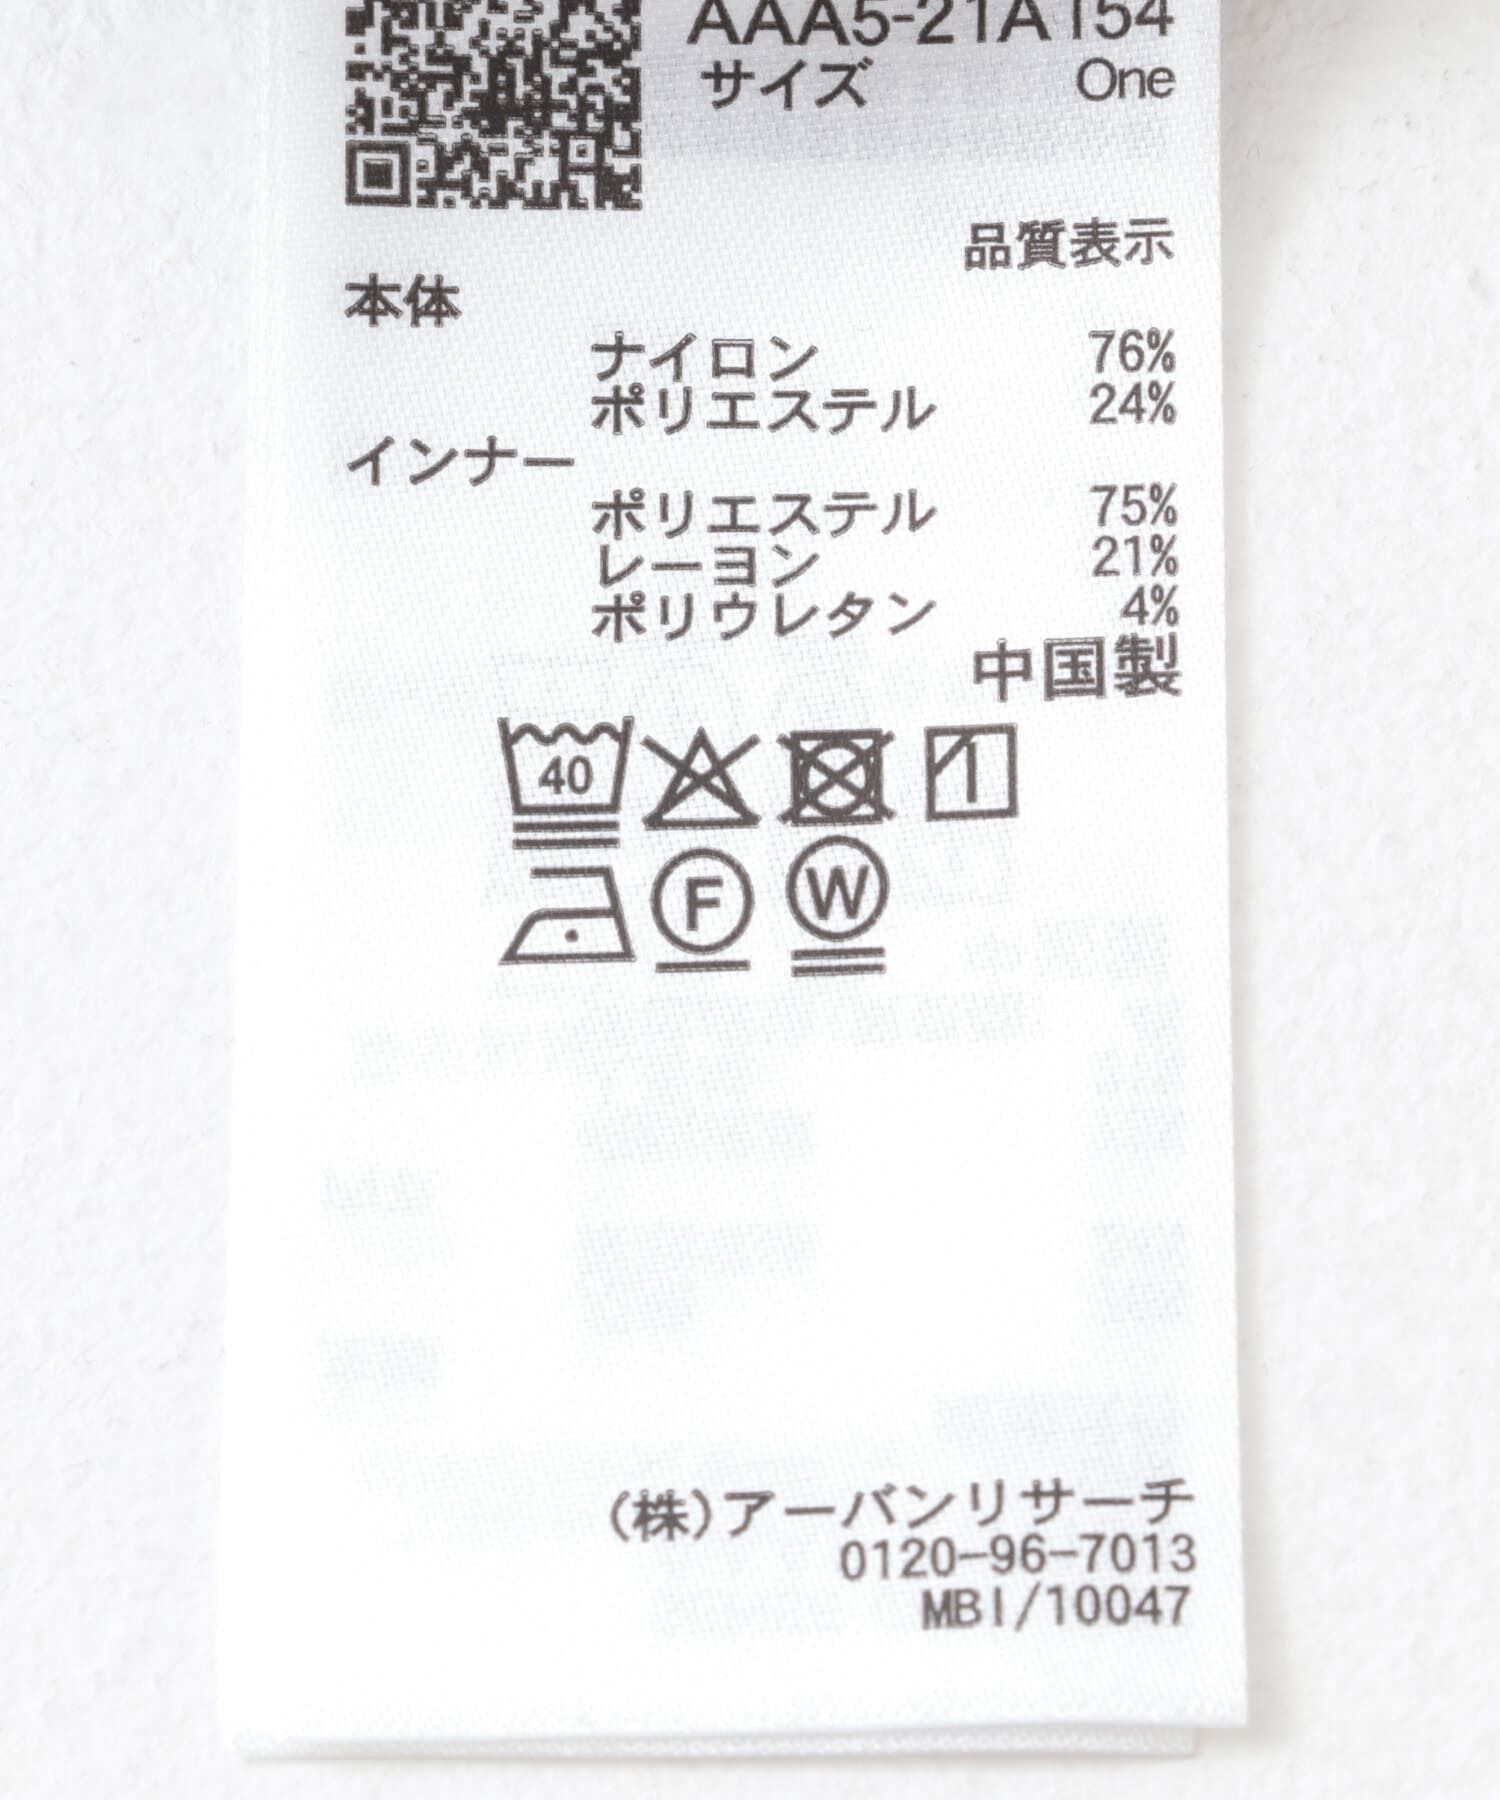 AAA5-21A154
サイズ One
品質表示
本体
ナイロン 76%
ポリエステル 24%
インナー
ポリエステル 75%
レーヨン 21%
ポリウレタン 4%
中国製
40
F W
(株)アーバンリサーチ
0120-96-7013
MBI/10047